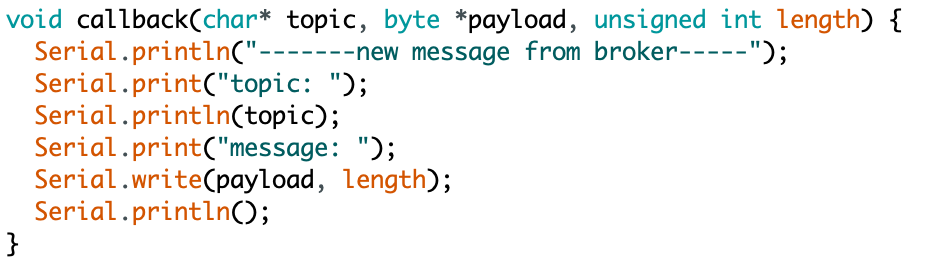 void callback(char* topic, byte *payload, unsigned int length) {
  Serial.println("-------new message from broker-----");
  Serial.print("topic: ");
  Serial.println(topic);
  Serial.print("message: ");
  Serial.write(payload, length);
  Serial.println();
}